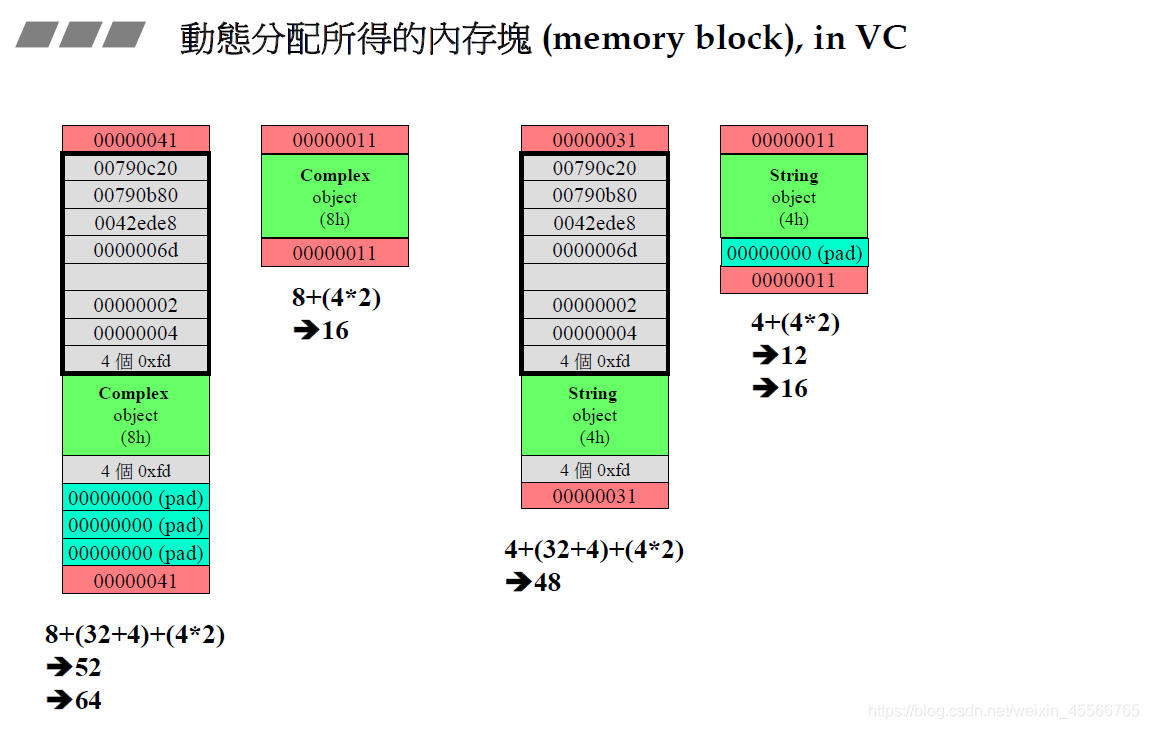 動態分配所得的內存塊 (memory block), in VC
00000041
00790c20
00790b80
0042ede8
0000006d
00000002
00000004
4 個 0xfd
Complex
object
(8h)
4 個 0xfd
00000000 (pad)
00000000 (pad)
00000000 (pad)
00000041
8+(32+4)+(4*2)
➔52
➔64
00000011
Complex
object
(8h)
00000011
8+(4*2)
➔16
00000031
00790c20
00790b80
0042ede8
0000006d
00000002
00000004
4 個 0xfd
String
object
(4h)
4 個 0xfd
00000031
4+(32+4)+(4*2)
➔48
00000011
String
object
(4h)
00000000 (pad)
00000011
4+(4*2)
➔12
➔16
https://blog.csdn.net/weixin_45566765